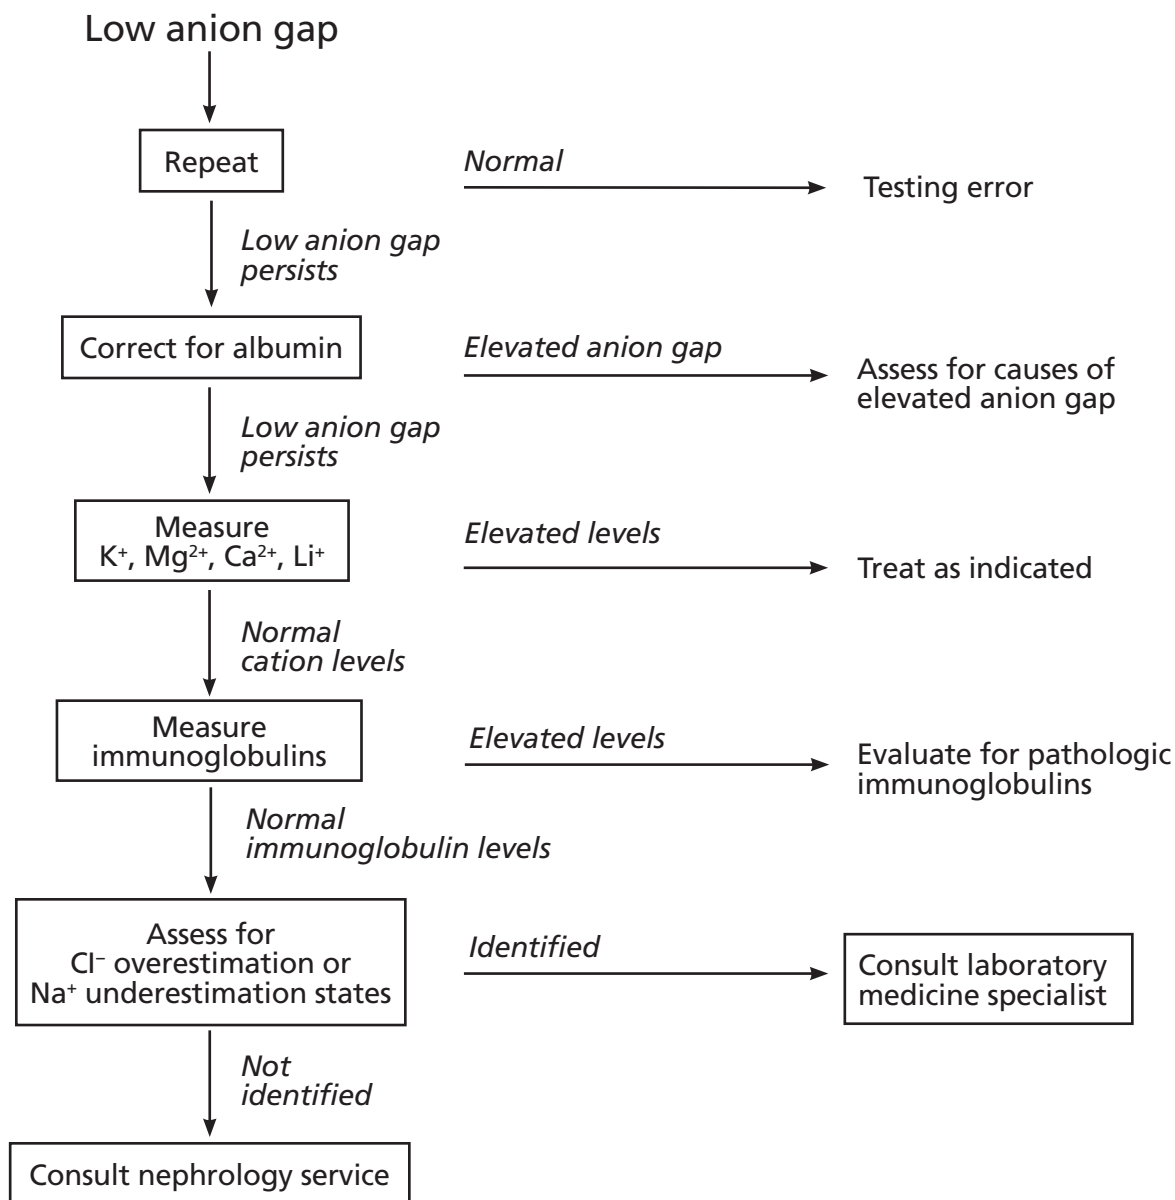 Low anion gap
Repeat
Normal
Testing error
Low anion gap
persists
Correct for albumin
Elevated anion gap
Assess for causes of
elevated anion gap
Low anion gap
persists
Measure
K⁺, Mg²⁺, Ca²⁺, Li⁺
Elevated levels
Treat as indicated
Normal
cation levels
Measure
immunoglobulins
Elevated levels
Evaluate for pathologic
immunoglobulins
Normal
immunoglobulin levels
Assess for
Cl⁻ overestimation or
Na⁺ underestimation states
Identified
Consult laboratory
medicine specialist
Not
identified
Consult nephrology service